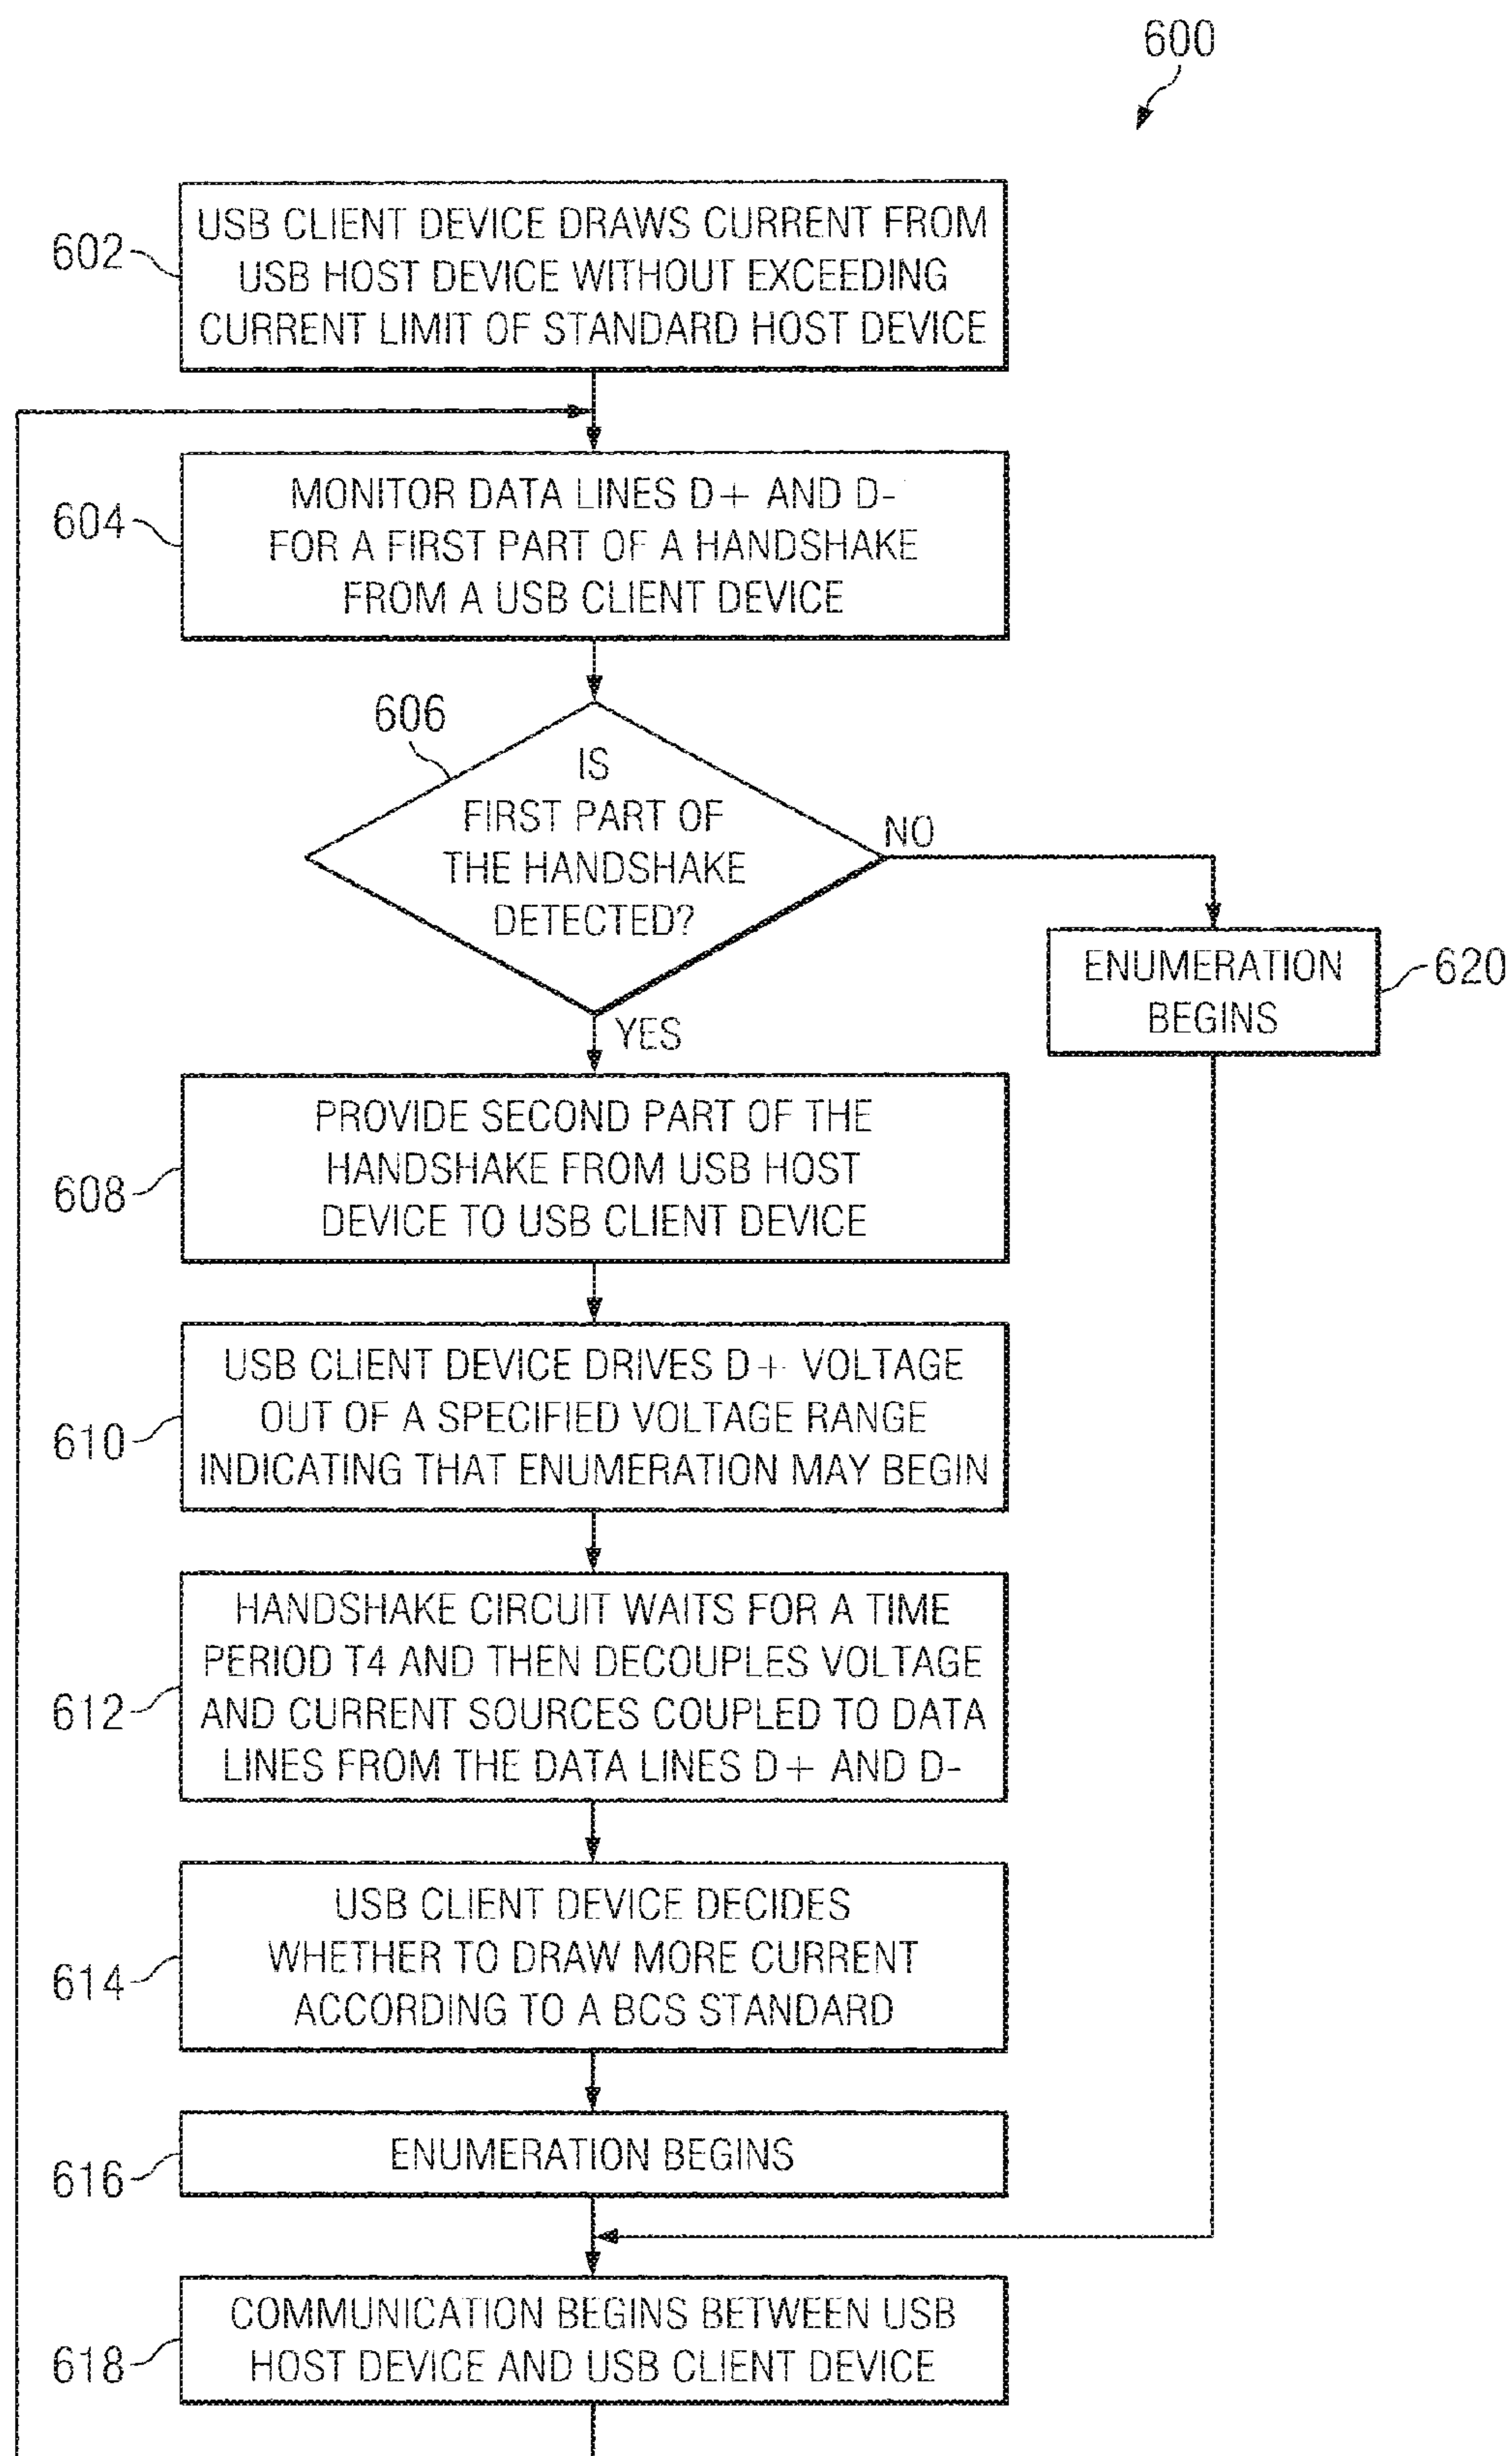 600
602
USB CLIENT DEVICE DRAWS CURRENT FROM
USB HOST DEVICE WITHOUT EXCEEDING
CURRENT LIMIT OF STANDARD HOST DEVICE
604
MONITOR DATA LINES D+ AND D-
FOR A FIRST PART OF A HANDSHAKE
FROM A USB CLIENT DEVICE
606
IS
FIRST PART OF
THE HANDSHAKE
DETECTED?
NO
YES
ENUMERATION
BEGINS
620
608
PROVIDE SECOND PART OF THE
HANDSHAKE FROM USB HOST
DEVICE TO USB CLIENT DEVICE
610
USB CLIENT DEVICE DRIVES D+ VOLTAGE
OUT OF A SPECIFIED VOLTAGE RANGE
INDICATING THAT ENUMERATION MAY BEGIN
612
HANDSHAKE CIRCUIT WAITS FOR A TIME
PERIOD T4 AND THEN DECOUPLES VOLTAGE
AND CURRENT SOURCES COUPLED TO DATA
LINES FROM THE DATA LINES D+ AND D-
614
USB CLIENT DEVICE DECIDES
WHETHER TO DRAW MORE CURRENT
ACCORDING TO A BCS STANDARD
616
ENUMERATION BEGINS
618
COMMUNICATION BEGINS BETWEEN USB
HOST DEVICE AND USB CLIENT DEVICE